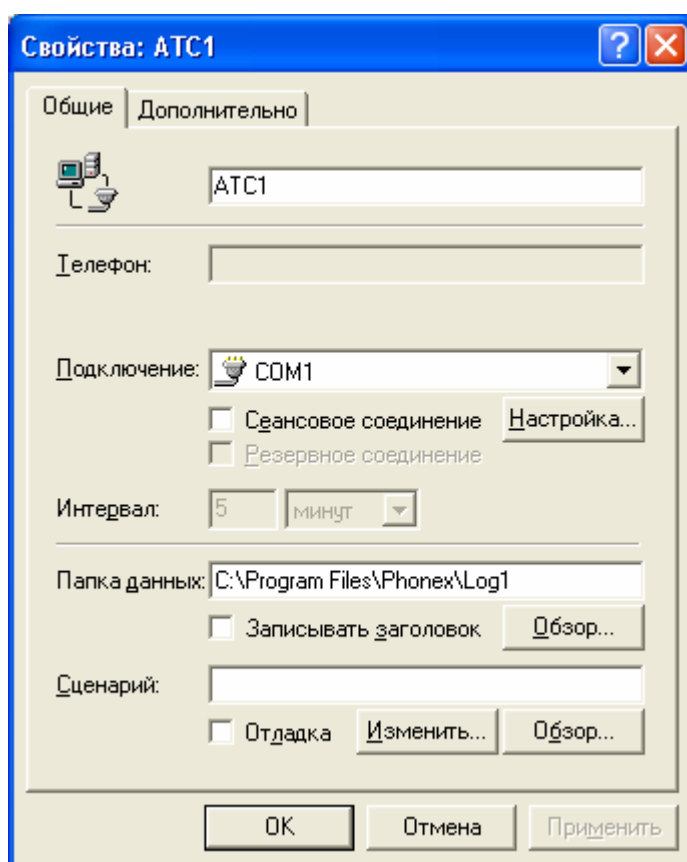 Свойства: АТС1
Общие Дополнительно
АТС1
Телефон:
Подключение: COM1
Сеансовое соединение Настройка...
Резервное соединение
Интервал: 5 минут
Папка данных: C:\Program Files\Phonex\Log1
Записывать заголовок Обзор...
Сценарий:
Отладка Изменить... Обзор...
OK Отмена Применить